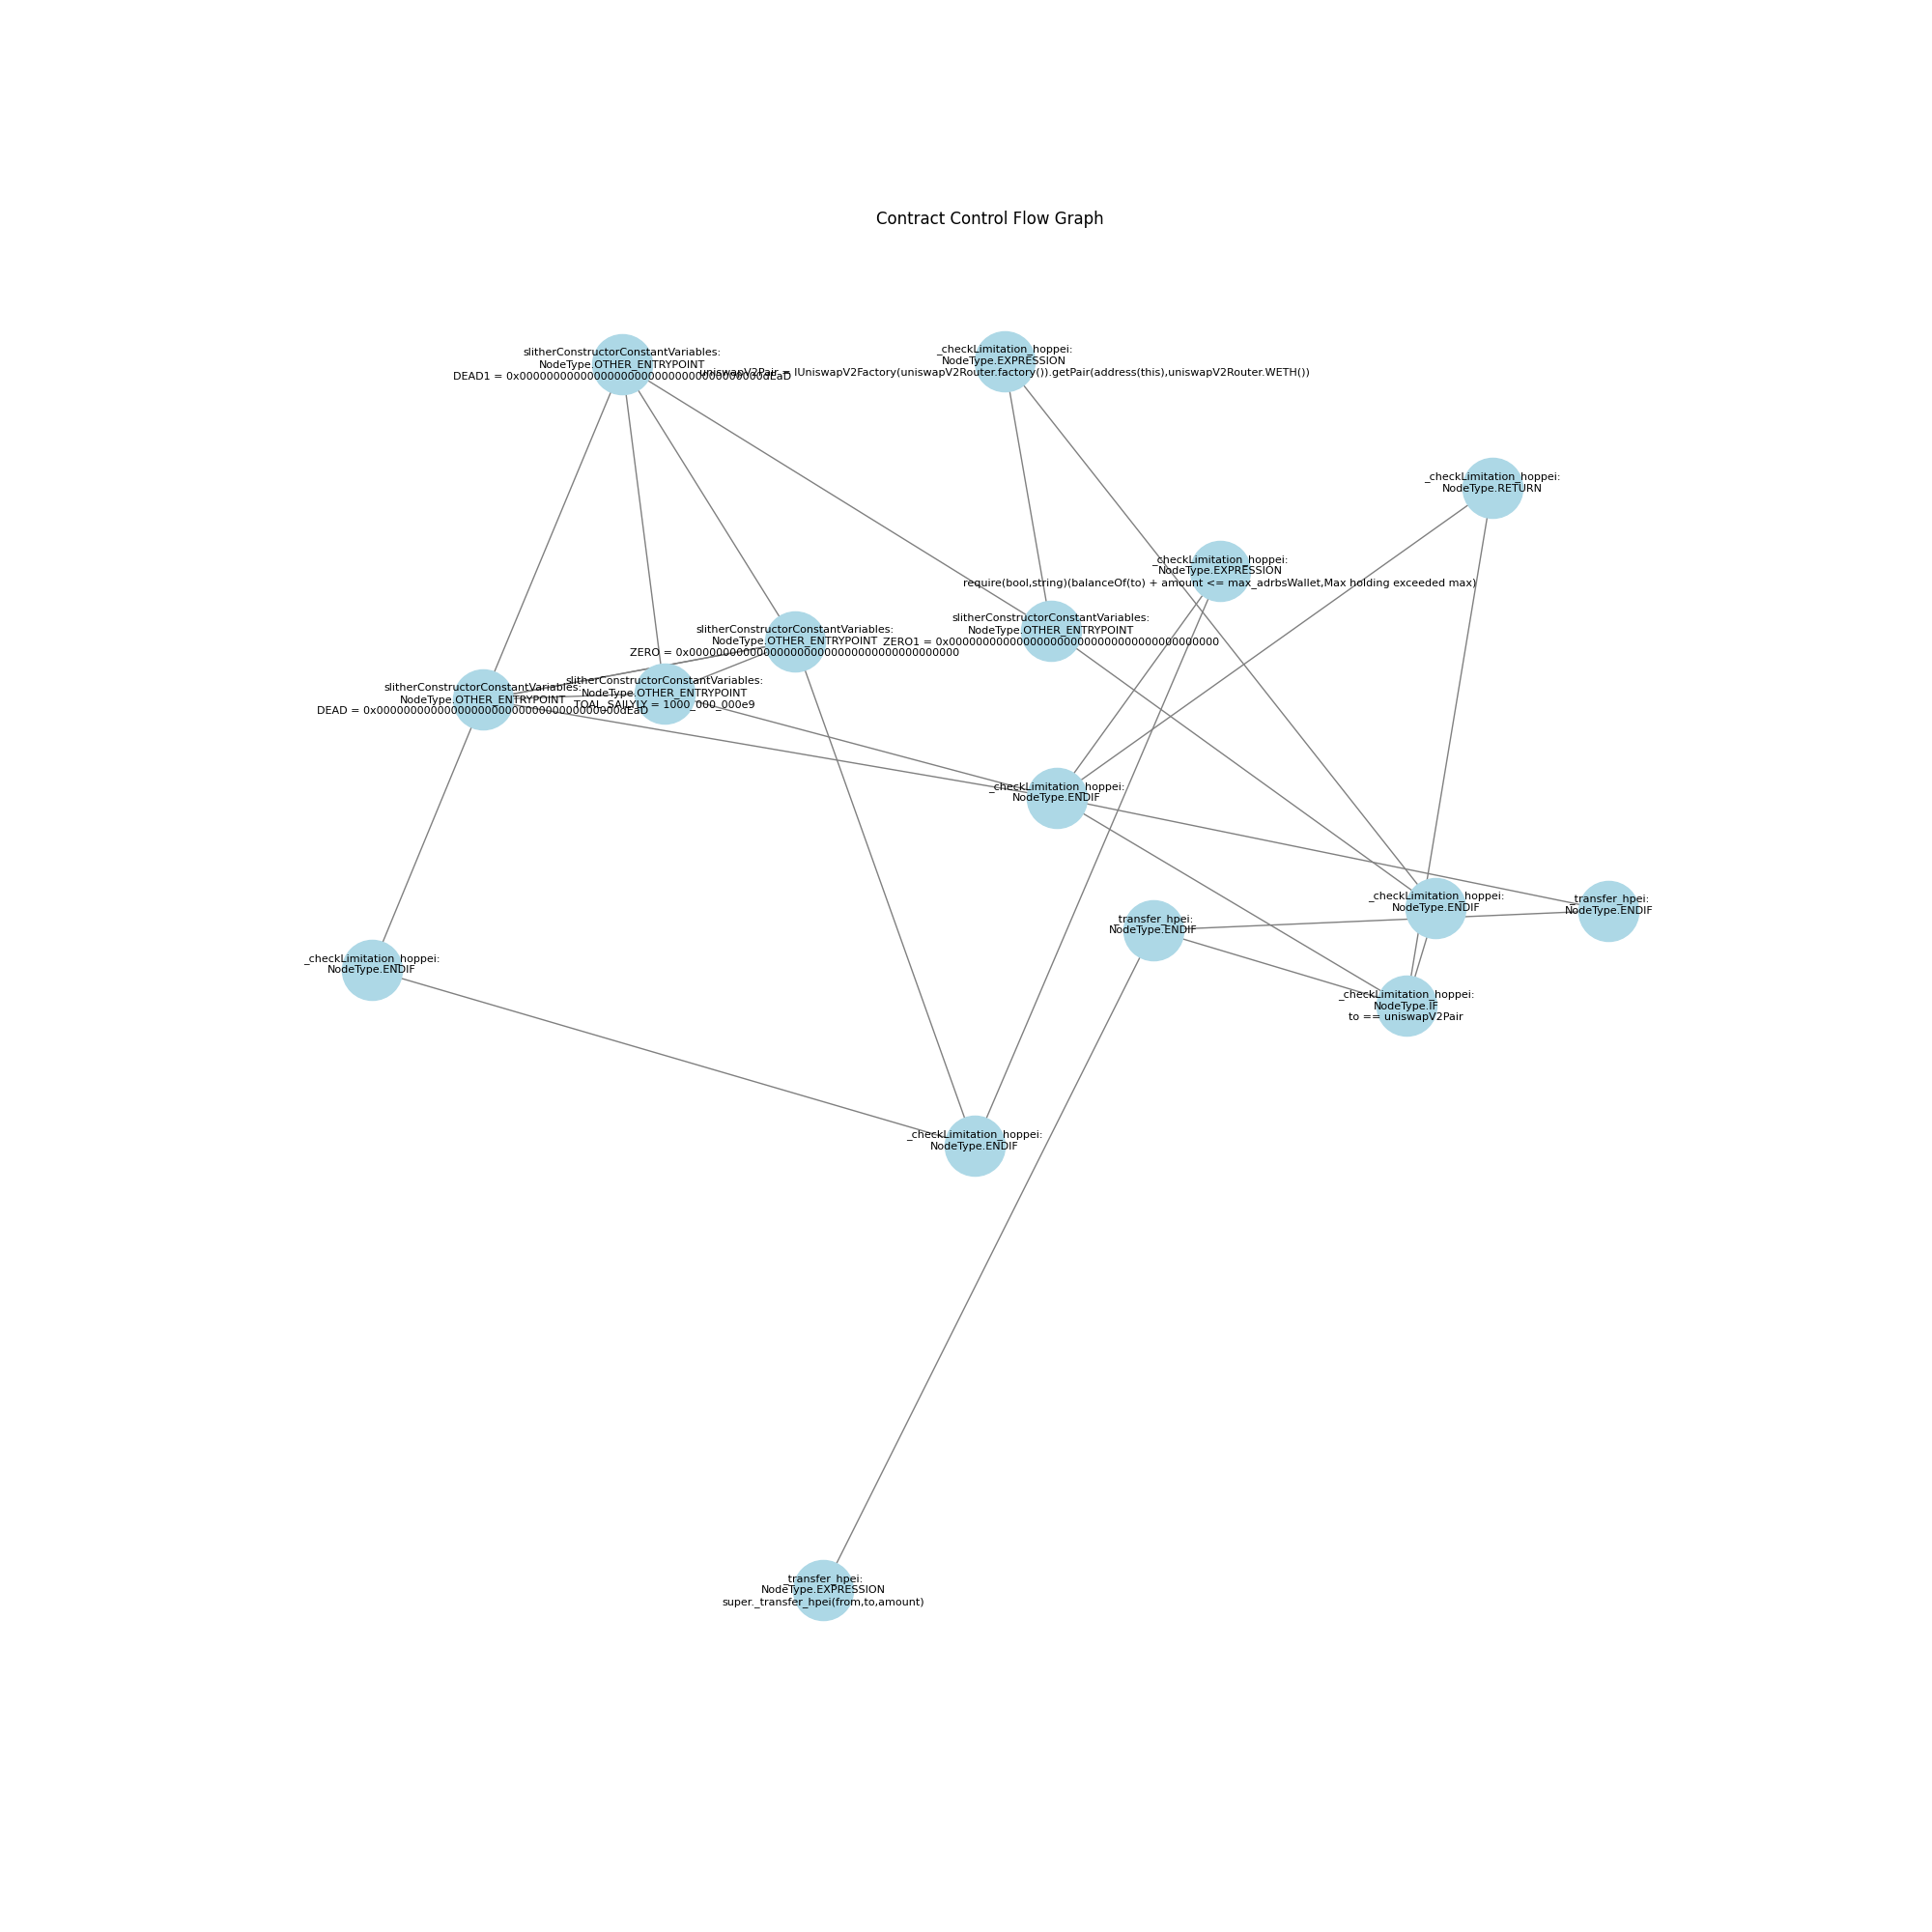 Contract Control Flow Graph
slitherConstructorConstantVariables:
NodeType.OTHER_ENTRYPOINT
DEAD1 = 0x000000000000000000000000000000000000dEaD
_checkLimitation_hoppei:
NodeType.EXPRESSION
uniswapV2Pair = IUniswapV2Factory(uniswapV2Router.factory()).getPair(address(this),uniswapV2Router.WETH())
_checkLimitation_hoppei:
NodeType.RETURN
_checkLimitation_hoppei:
NodeType.EXPRESSION
require(bool,string)(balanceOf(to) + amount <= max_adrbsWallet,Max holding exceeded max)
slitherConstructorConstantVariables:
NodeType.OTHER_ENTRYPOINT
ZERO1 = 0x0000000000000000000000000000000000000000
slitherConstructorConstantVariables:
NodeType.OTHER_ENTRYPOINT
ZERO = 0x0000000000000000000000000000000000000000
slitherConstructorConstantVariables:
NodeType.OTHER_ENTRYPOINT
TOAL_SAILYLY = 1000_000_000e9
slitherConstructorConstantVariables:
NodeType.OTHER_ENTRYPOINT
DEAD = 0x000000000000000000000000000000000000dEaD
_checkLimitation_hoppei:
NodeType.ENDIF
_checkLimitation_hoppei:
NodeType.ENDIF
_transfer_hpei:
NodeType.ENDIF
_transfer_hpei:
NodeType.ENDIF
_checkLimitation_hoppei:
NodeType.ENDIF
_checkLimitation_hoppei:
NodeType.IF
to == uniswapV2Pair
_checkLimitation_hoppei:
NodeType.ENDIF
_transfer_hpei:
NodeType.EXPRESSION
super._transfer_hpei(from,to,amount)